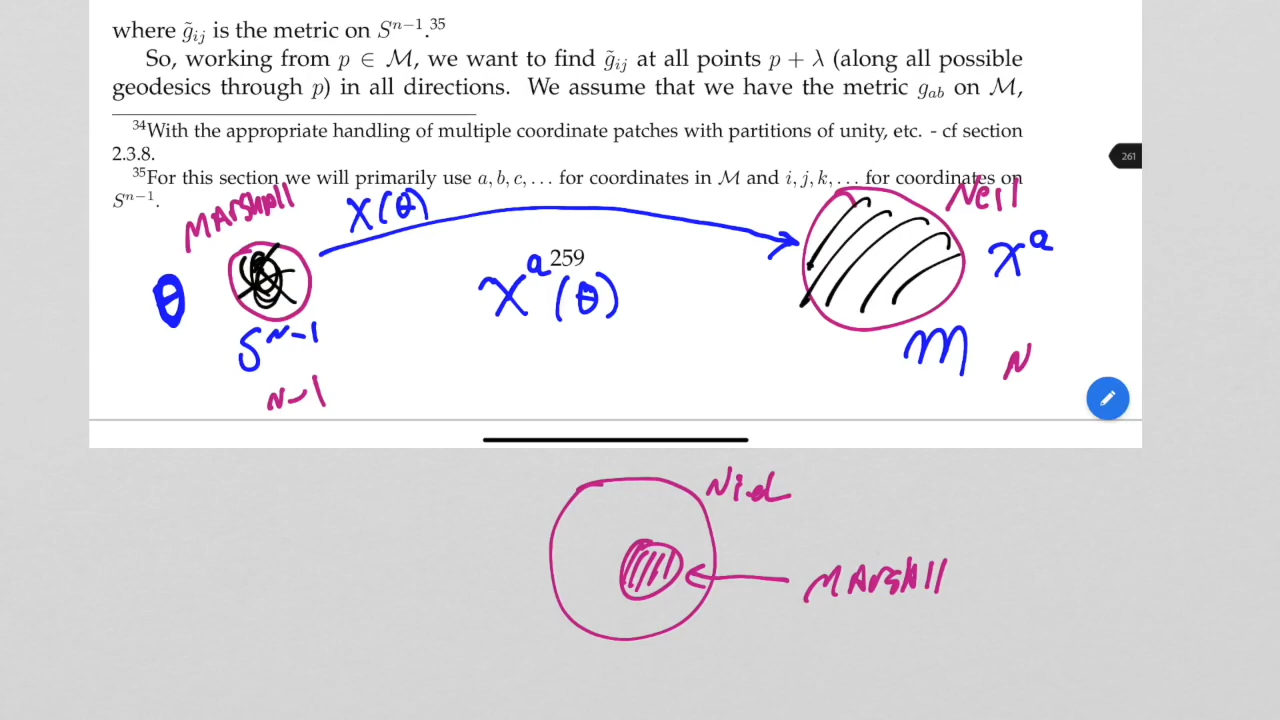 where g̃ᵢⱼ is the metric on Sⁿ⁻¹.³⁵
So, working from p ∈ M, we want to find g̃ᵢⱼ at all points p + λ (along all possible
geodesics through p) in all directions. We assume that we have the metric g_ab on M,
³⁴With the appropriate handling of multiple coordinate patches with partitions of unity, etc. - cf section
2.3.8.
261
³⁵For this section we will primarily use a, b, c, … for coordinates in M and i, j, k, … for coordinates on
Sⁿ⁻¹.
MARshAll
X(θ)
Neil
259
θ
Xᵃ(θ)
xᵃ
Sᴺ⁻¹
M
N
N-1
MARshAll